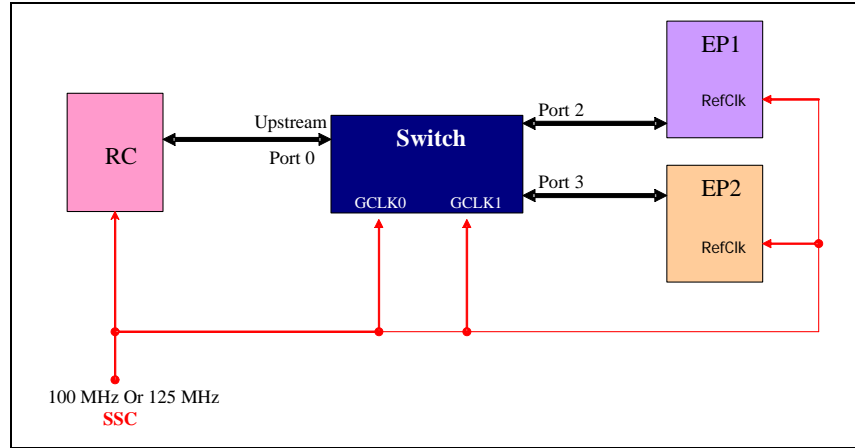 EP1
RefClk
Port 2
Upstream
Switch
RC
Port 0
Port 3
EP2
GCLK0
GCLK1
RefClk
100 MHz Or 125 MHz
SSC